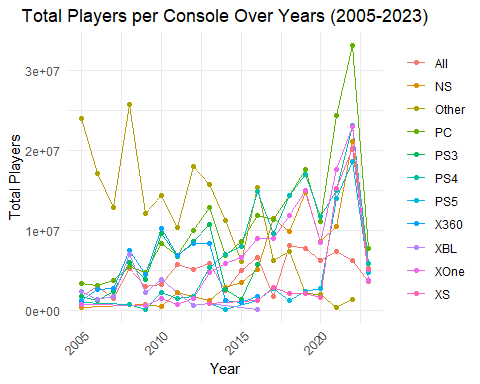 Total Players per Console Over Years (2005-2023)
Total Players
3e+07
2e+07
1e+07
0e+00
2005
2010
2015
2020
Year
All
NS
Other
PC
PS3
PS4
PS5
X360
XBL
XOne
XS